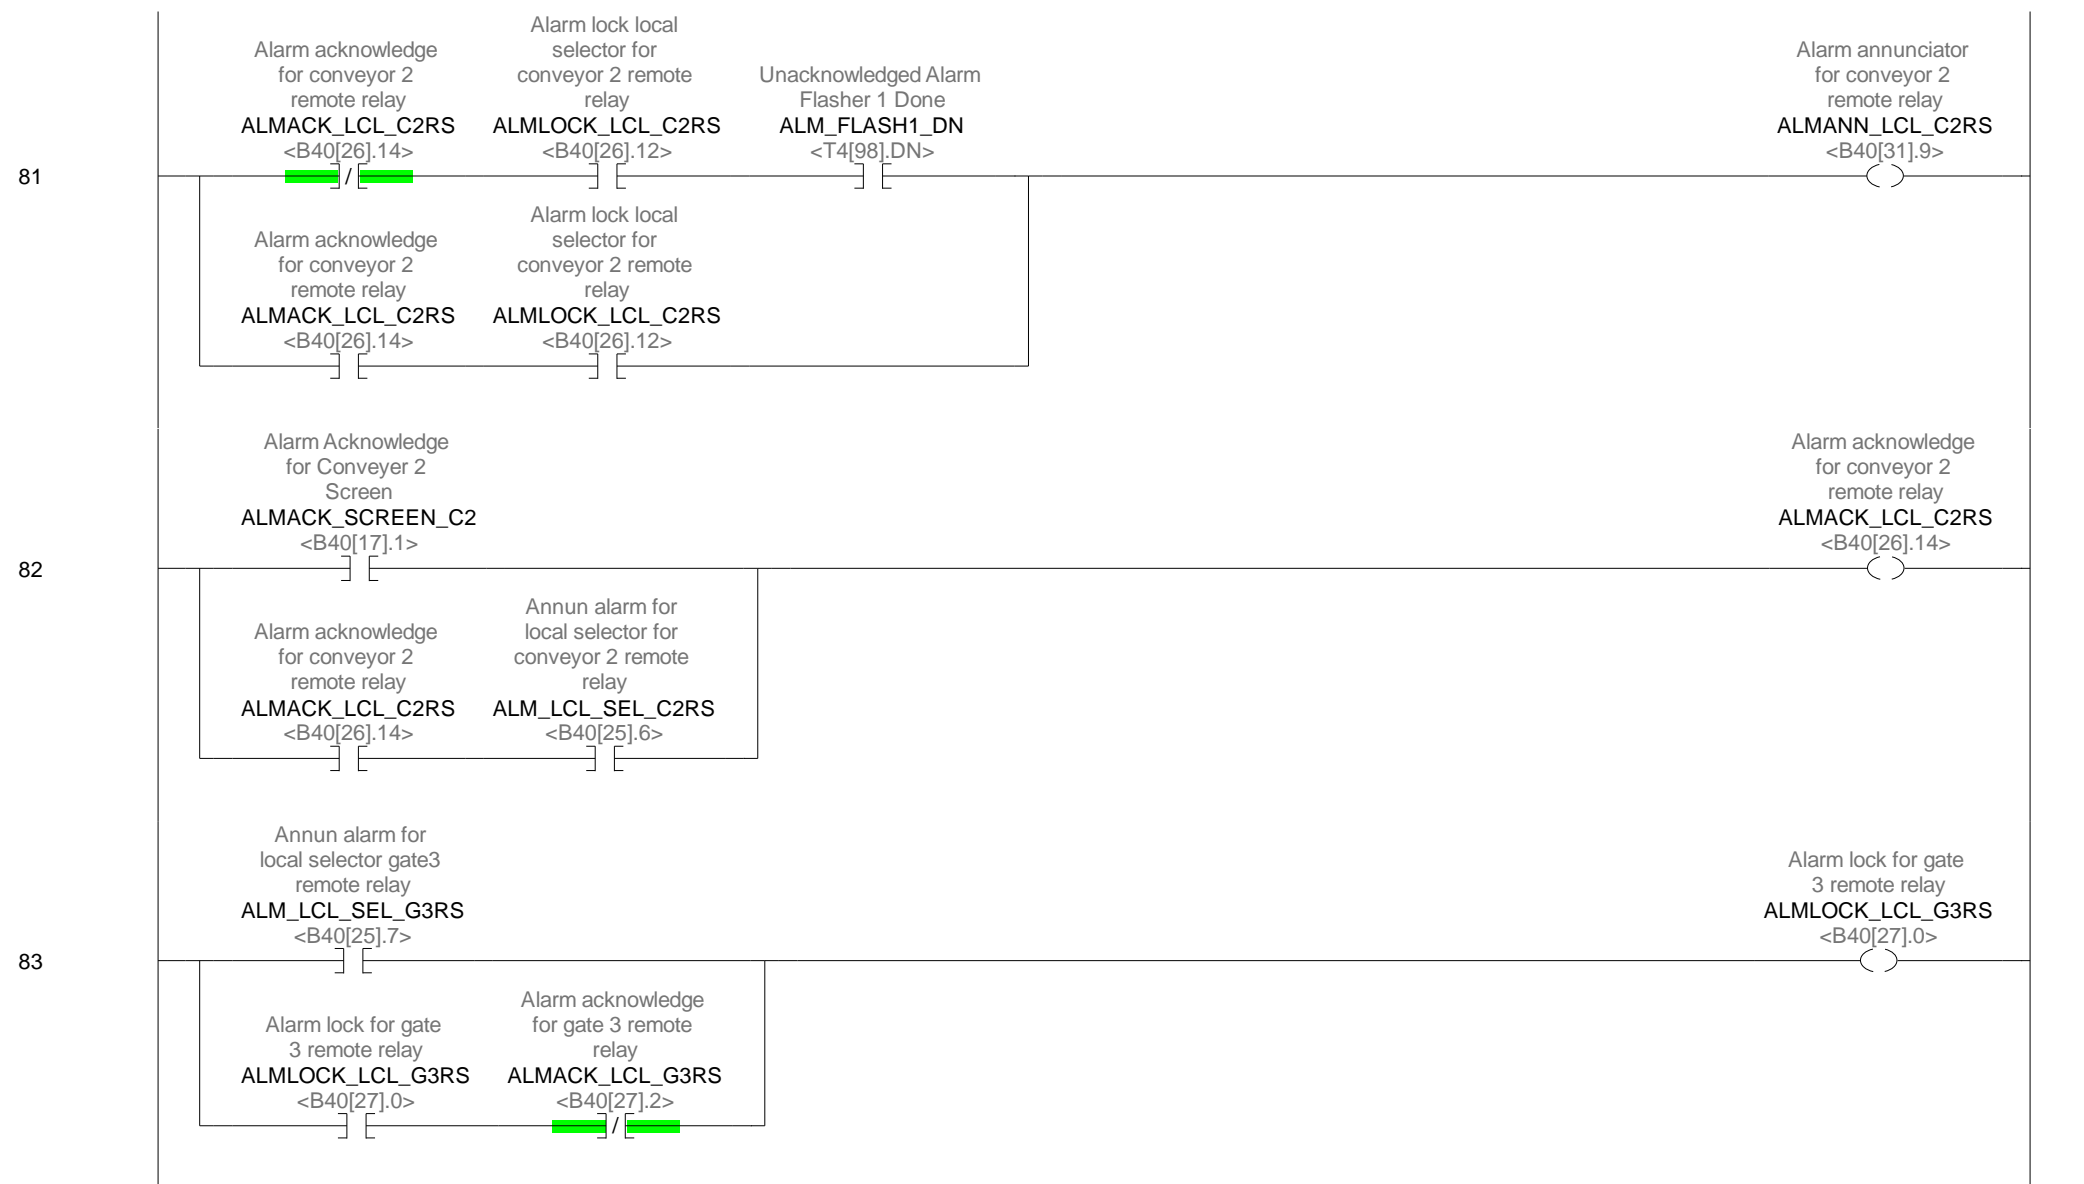 Alarm acknowledge
for conveyor 2
remote relay
ALMACK_LCL_C2RS
<B40[26].14>
Alarm lock local
selector for
conveyor 2 remote
relay
ALMLOCK_LCL_C2RS
<B40[26].12>
Unacknowledged Alarm
Flasher 1 Done
ALM_FLASH1_DN
<T4[98].DN>
Alarm annunciator
for conveyor 2
remote relay
ALMANN_LCL_C2RS
<B40[31].9>
81
/
Alarm acknowledge
for conveyor 2
remote relay
ALMACK_LCL_C2RS
<B40[26].14>
Alarm lock local
selector for
conveyor 2 remote
relay
ALMLOCK_LCL_C2RS
<B40[26].12>
Alarm Acknowledge
for Conveyer 2
Screen
ALMACK_SCREEN_C2
<B40[17].1>
Alarm acknowledge
for conveyor 2
remote relay
ALMACK_LCL_C2RS
<B40[26].14>
82
Alarm acknowledge
for conveyor 2
remote relay
ALMACK_LCL_C2RS
<B40[26].14>
Annun alarm for
local selector for
conveyor 2 remote
relay
ALM_LCL_SEL_C2RS
<B40[25].6>
Annun alarm for
local selector gate3
remote relay
ALM_LCL_SEL_G3RS
<B40[25].7>
Alarm lock for gate
3 remote relay
ALMLOCK_LCL_G3RS
<B40[27].0>
83
Alarm lock for gate
3 remote relay
ALMLOCK_LCL_G3RS
<B40[27].0>
Alarm acknowledge
for gate 3 remote
relay
ALMACK_LCL_G3RS
<B40[27].2>
/